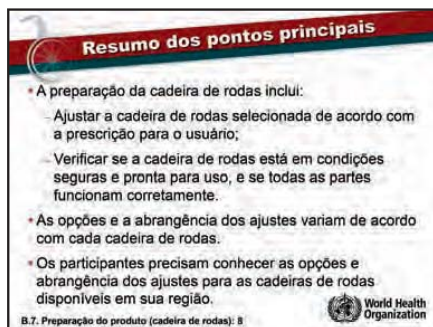 Resumo dos pontos principais
• A preparação da cadeira de rodas inclui:
– Ajustar a cadeira de rodas selecionada de acordo com
a prescrição para o usuário;
– Verificar se a cadeira de rodas está em condições
seguras e pronta para uso, e se todas as partes
funcionam corretamente.
• As opções e a abrangência dos ajustes variam de acordo
com cada cadeira de rodas.
• Os participantes precisam conhecer as opções e
abrangência dos ajustes para as cadeiras de rodas
disponíveis em sua região.
World Health
Organization
B.7. Preparação do produto (cadeira de rodas): 8